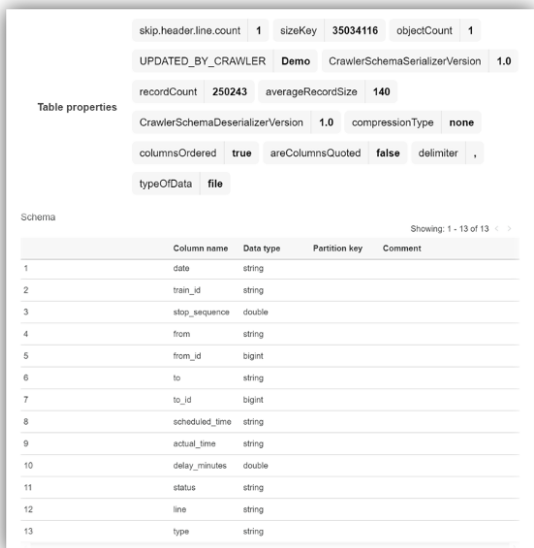 skip.header.line.count 1 sizeKey 35034116 objectCount 1
UPDATED_BY_CRAWLER Demo CrawlerSchemaSerializerVersion 1.0
recordCount 250243 averageRecordSize 140
Table properties
CrawlerSchemaDeserializerVersion 1.0 compressionType none
columnsOrdered true areColumnsQuoted false delimiter ,
typeOfData file
Schema
Showing: 1 - 13 of 13 < >
Column name Data type Partition key Comment
1 date string
2 train_id string
3 stop_sequence double
4 from string
5 from_id bigint
6 to string
7 to_id bigint
8 scheduled_time string
9 actual_time string
10 delay_minutes double
11 status string
12 line string
13 type string